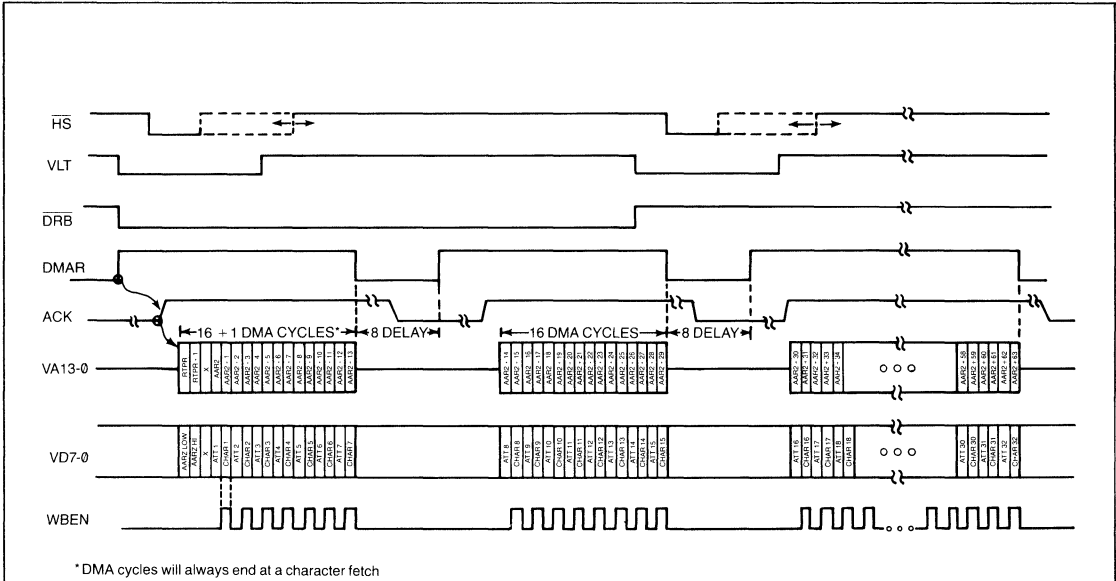 HS
VLT
DRB
DMAR
ACK
16 + 1 DMA CYCLES*
8 DELAY
16 DMA CYCLES
8 DELAY
VA13-0
RTPR
RTPR - 1
X
AAR2
AAR2 - 1
AAR2 - 2
AAR2 - 3
AAR2 - 4
AAR2 - 5
AAR2 - 6
AAR2 - 7
AAR2 - 8
AAR2 - 9
AAR2 - 10
AAR2 - 11
AAR2 - 12
AAR2 - 13
AAR2 - 14
AAR2 - 15
AAR2 - 16
AAR2 - 17
AAR2 - 18
AAR2 - 19
AAR2 - 20
AAR2 - 21
AAR2 - 22
AAR2 - 23
AAR2 - 24
AAR2 - 25
AAR2 - 26
AAR2 - 27
AAR2 - 28
AAR2 - 29
AAR2 + 30
AAR2 + 31
AAR2 + 32
AAR2 + 33
AAR2 + 34
AAR2 + 58
AAR2 + 59
AAR2 + 60
AAR2 + 61
AAR2 + 62
AAR2 + 63
VD7-0
AARZ LOW
AARZ HI
X
ATT 1
CHAR 1
ATT 2
CHAR 2
ATT 3
CHAR 3
ATT 4
CHAR 4
ATT 5
CHAR 5
ATT 6
CHAR 6
ATT 7
CHAR 7
ATT 8
CHAR 8
ATT 9
CHAR 9
ATT 10
CHAR 10
ATT 11
CHAR 11
ATT 12
CHAR 12
ATT 13
CHAR 13
ATT 14
CHAR 14
ATT 15
CHAR 15
ATT 16
CHAR 16
ATT 17
CHAR 17
ATT 18
CHAR 18
ATT 30
CHAR 30
ATT 31
CHAR 31
ATT 32
CHAR 32
WBEN
*DMA cycles will always end at a character fetch